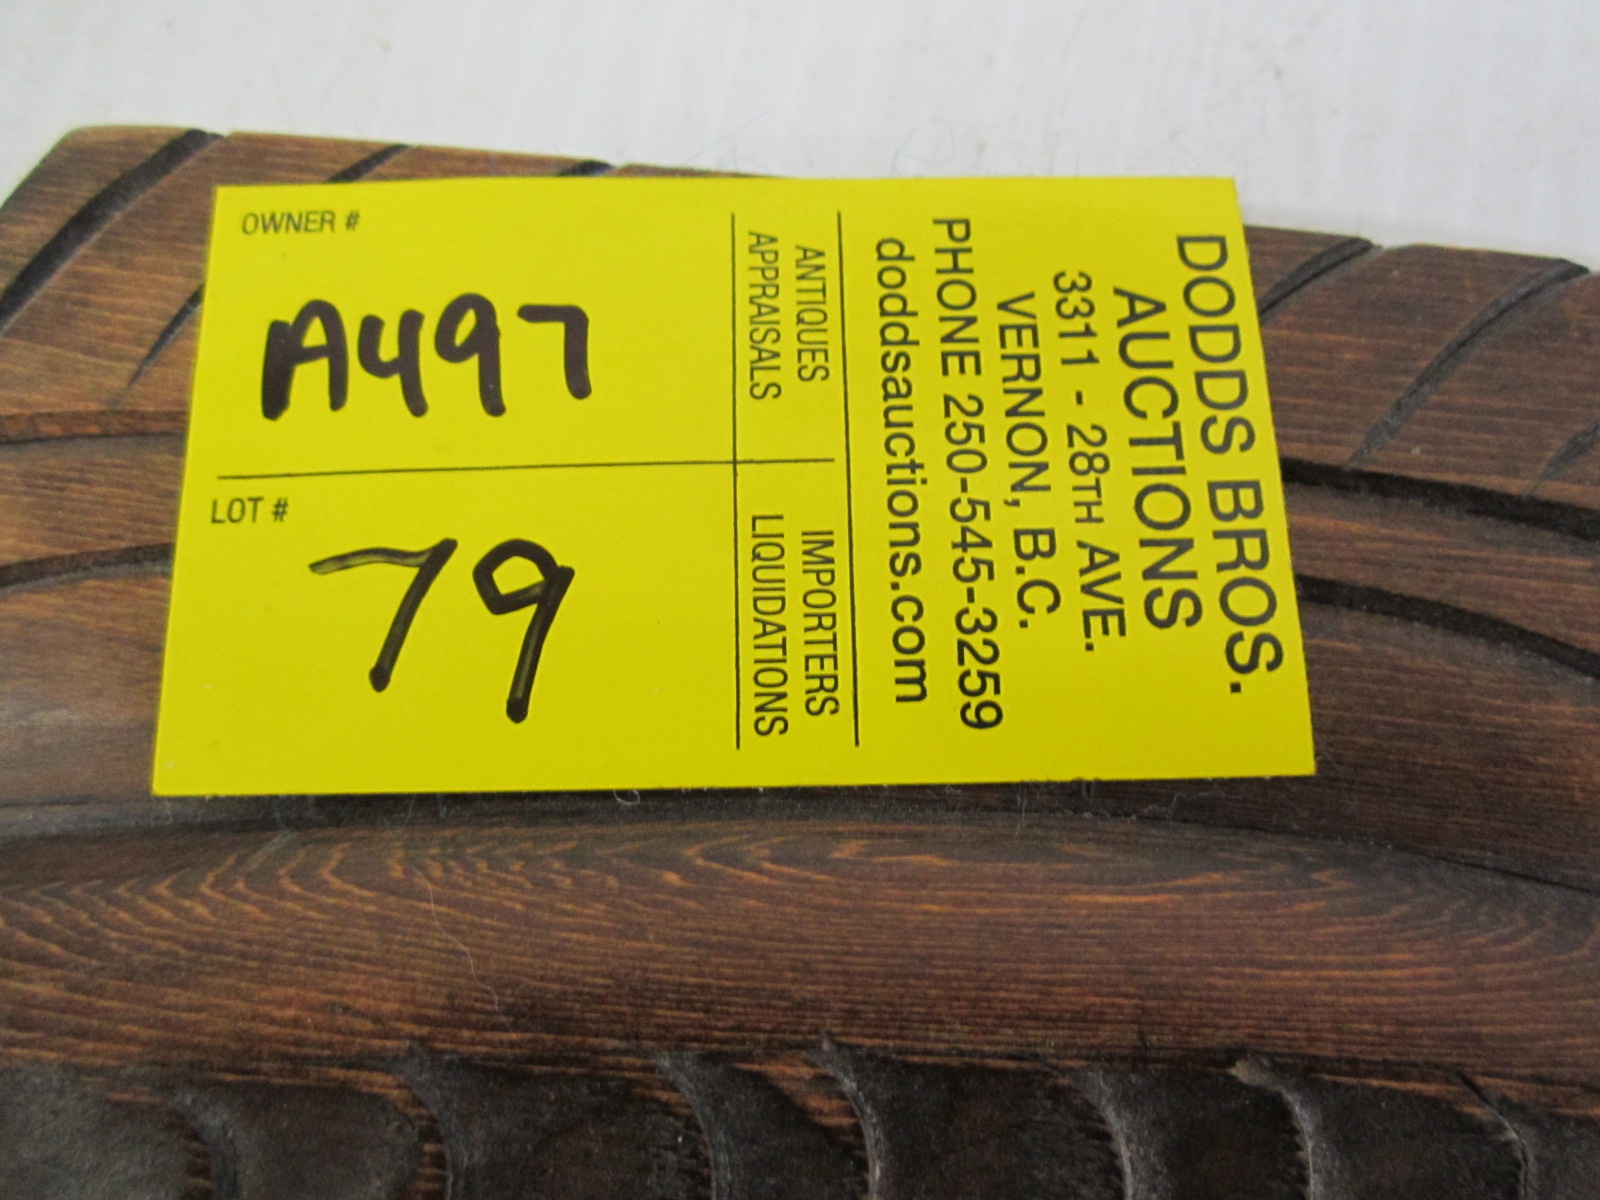 DODDS BROS.
AUCTIONS
3311 - 28TH AVE.
VERNON, B.C.
PHONE 250-545-3259
doddsauctions.com
ANTIQUES IMPORTERS
APPRAISALS LIQUIDATIONS
OWNER #
A497
LOT #
79